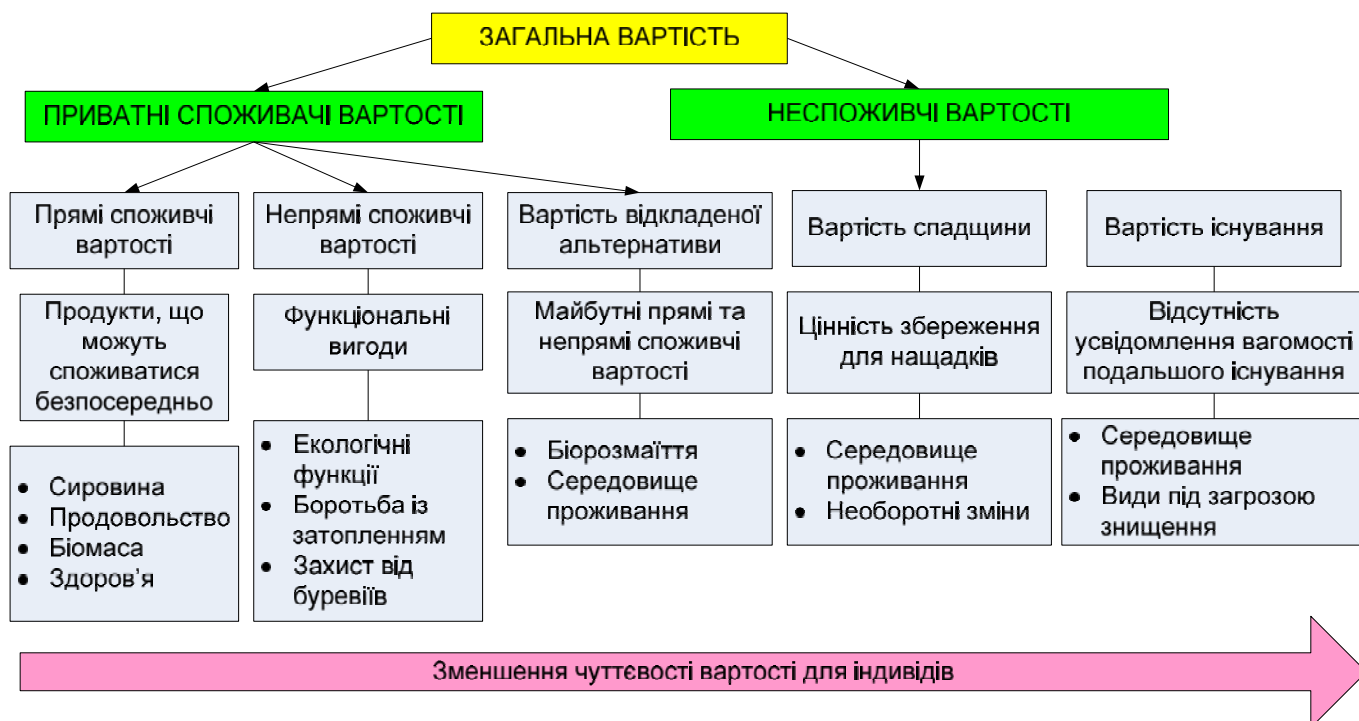 ЗАГАЛЬНА ВАРТІСТЬ
ПРИВАТНІ СПОЖИВАЧІ ВАРТОСТІ
НЕСПОЖИВЧІ ВАРТОСТІ
Прямі споживчі
вартості
Непрямі споживчі
вартості
Вартість відкладеної
альтернативи
Вартість спадщини
Вартість існування
Продукти, що
можуть
споживатися
безпосередньо
Функціональні
вигоди
Майбутні прямі та
непрямі споживчі
вартості
Цінність збереження
для нащадків
Відсутність
усвідомлення вагомості
подальшого існування
• Сировина
• Продовольство
• Біомаса
• Здоров’я
• Екологічні
функції
• Боротьба із
затопленням
• Захист від
буревіїв
• Біорозмаїття
• Середовище
проживання
• Середовище
проживання
• Необоротні зміни
• Середовище
проживання
• Види під загрозою
знищення
Зменшення чуттєвості вартості для індивідів